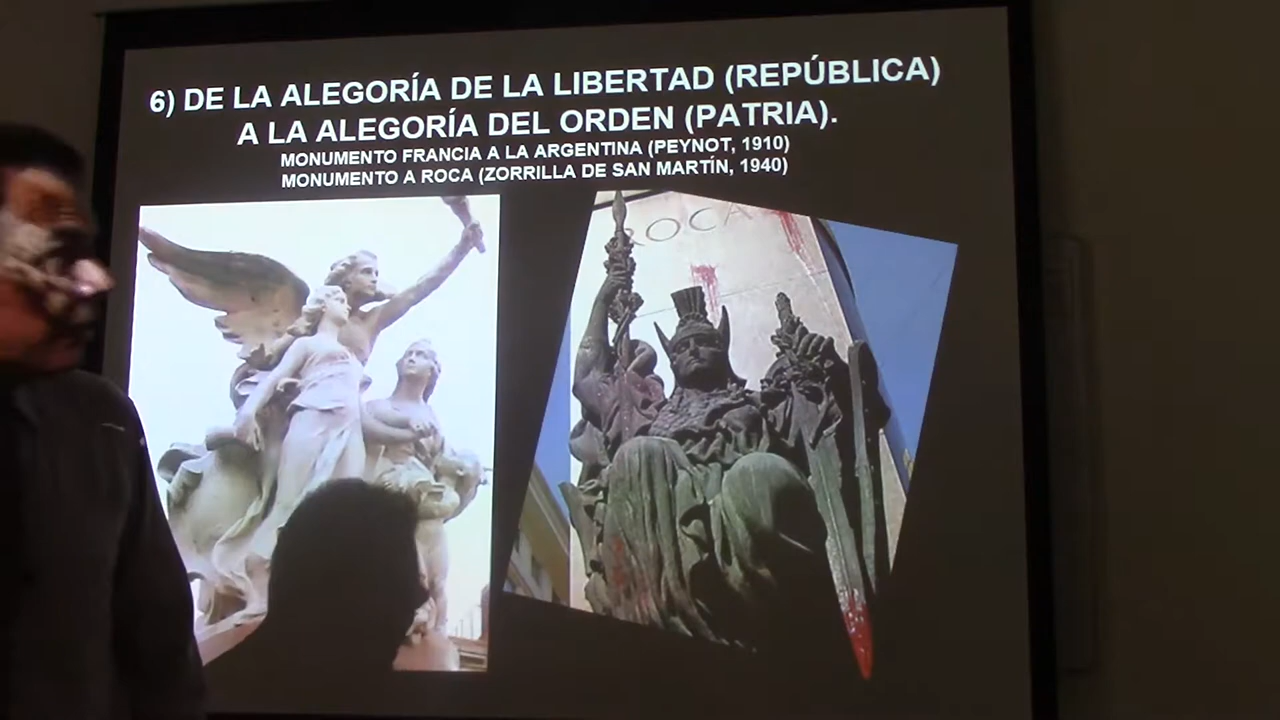 6) DE LA ALEGORÍA DE LA LIBERTAD (REPÚBLICA)
A LA ALEGORÍA DEL ORDEN (PATRIA).
MONUMENTO FRANCIA A LA ARGENTINA (PEYNOT, 1910)
MONUMENTO A ROCA (ZORRILLA DE SAN MARTÍN, 1940)
ROCA